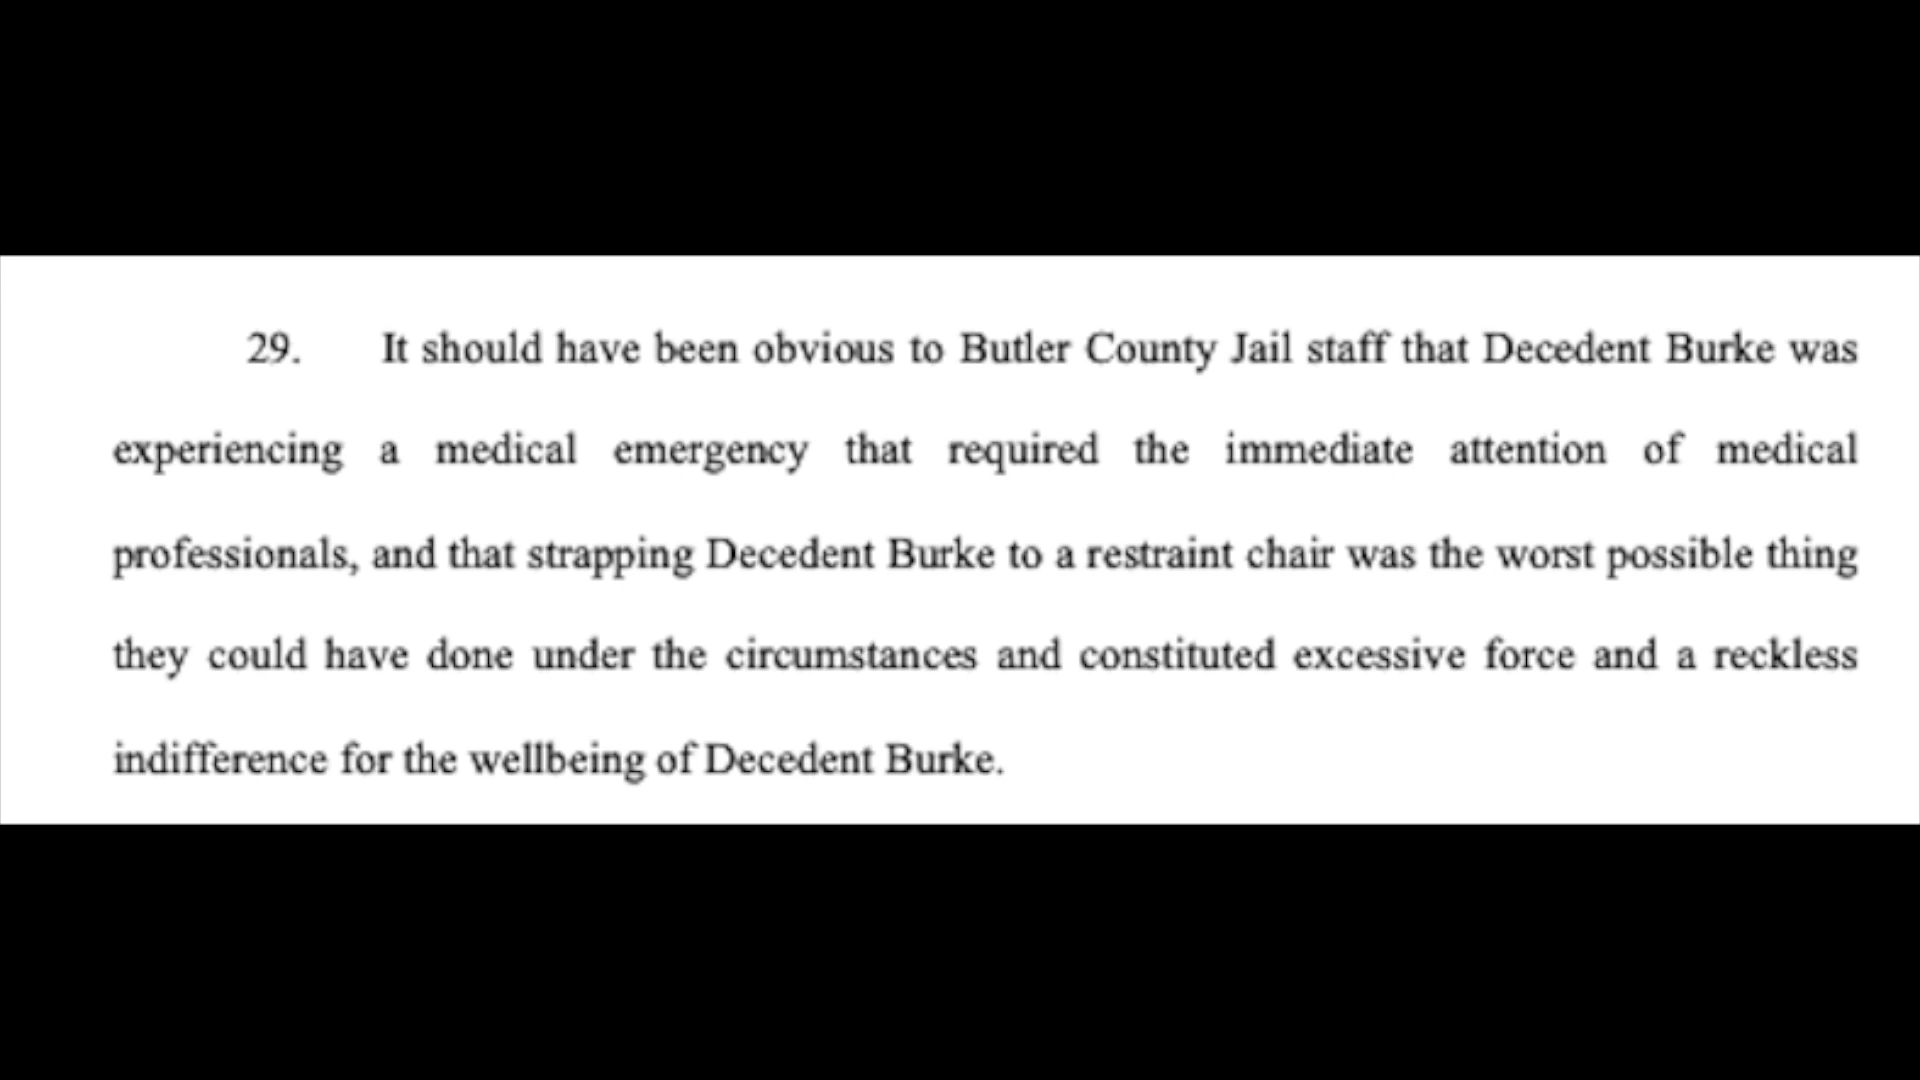 29. It should have been obvious to Butler County Jail staff that Decedent Burke was
experiencing a medical emergency that required the immediate attention of medical
professionals, and that strapping Decedent Burke to a restraint chair was the worst possible thing
they could have done under the circumstances and constituted excessive force and a reckless
indifference for the wellbeing of Decedent Burke.